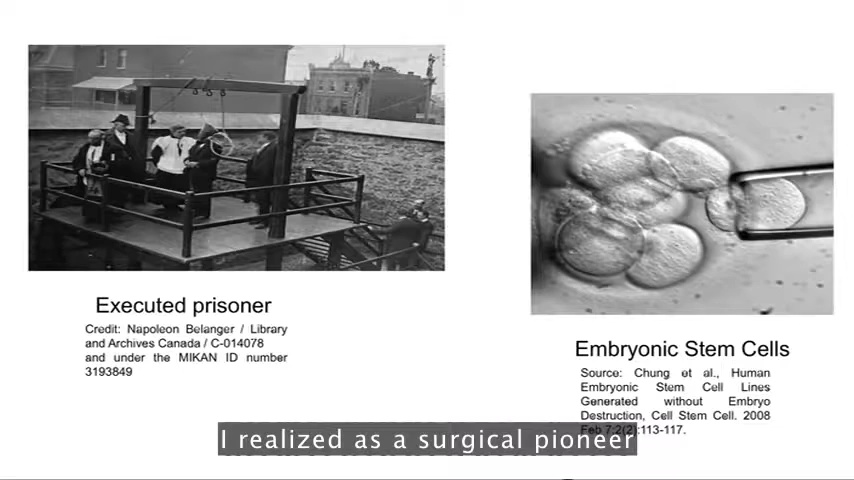 Executed prisoner
Credit: Napoleon Belanger / Library
and Archives Canada / C-014078
and under the MIKAN ID number
3193849
Embryonic Stem Cells
Source: Chung et al., Human
Embryonic Stem Cell Lines
Generated without Embryo
Destruction, Cell Stem Cell. 2008
Feb 7;2(2):113-117.
I realized as a surgical pioneer